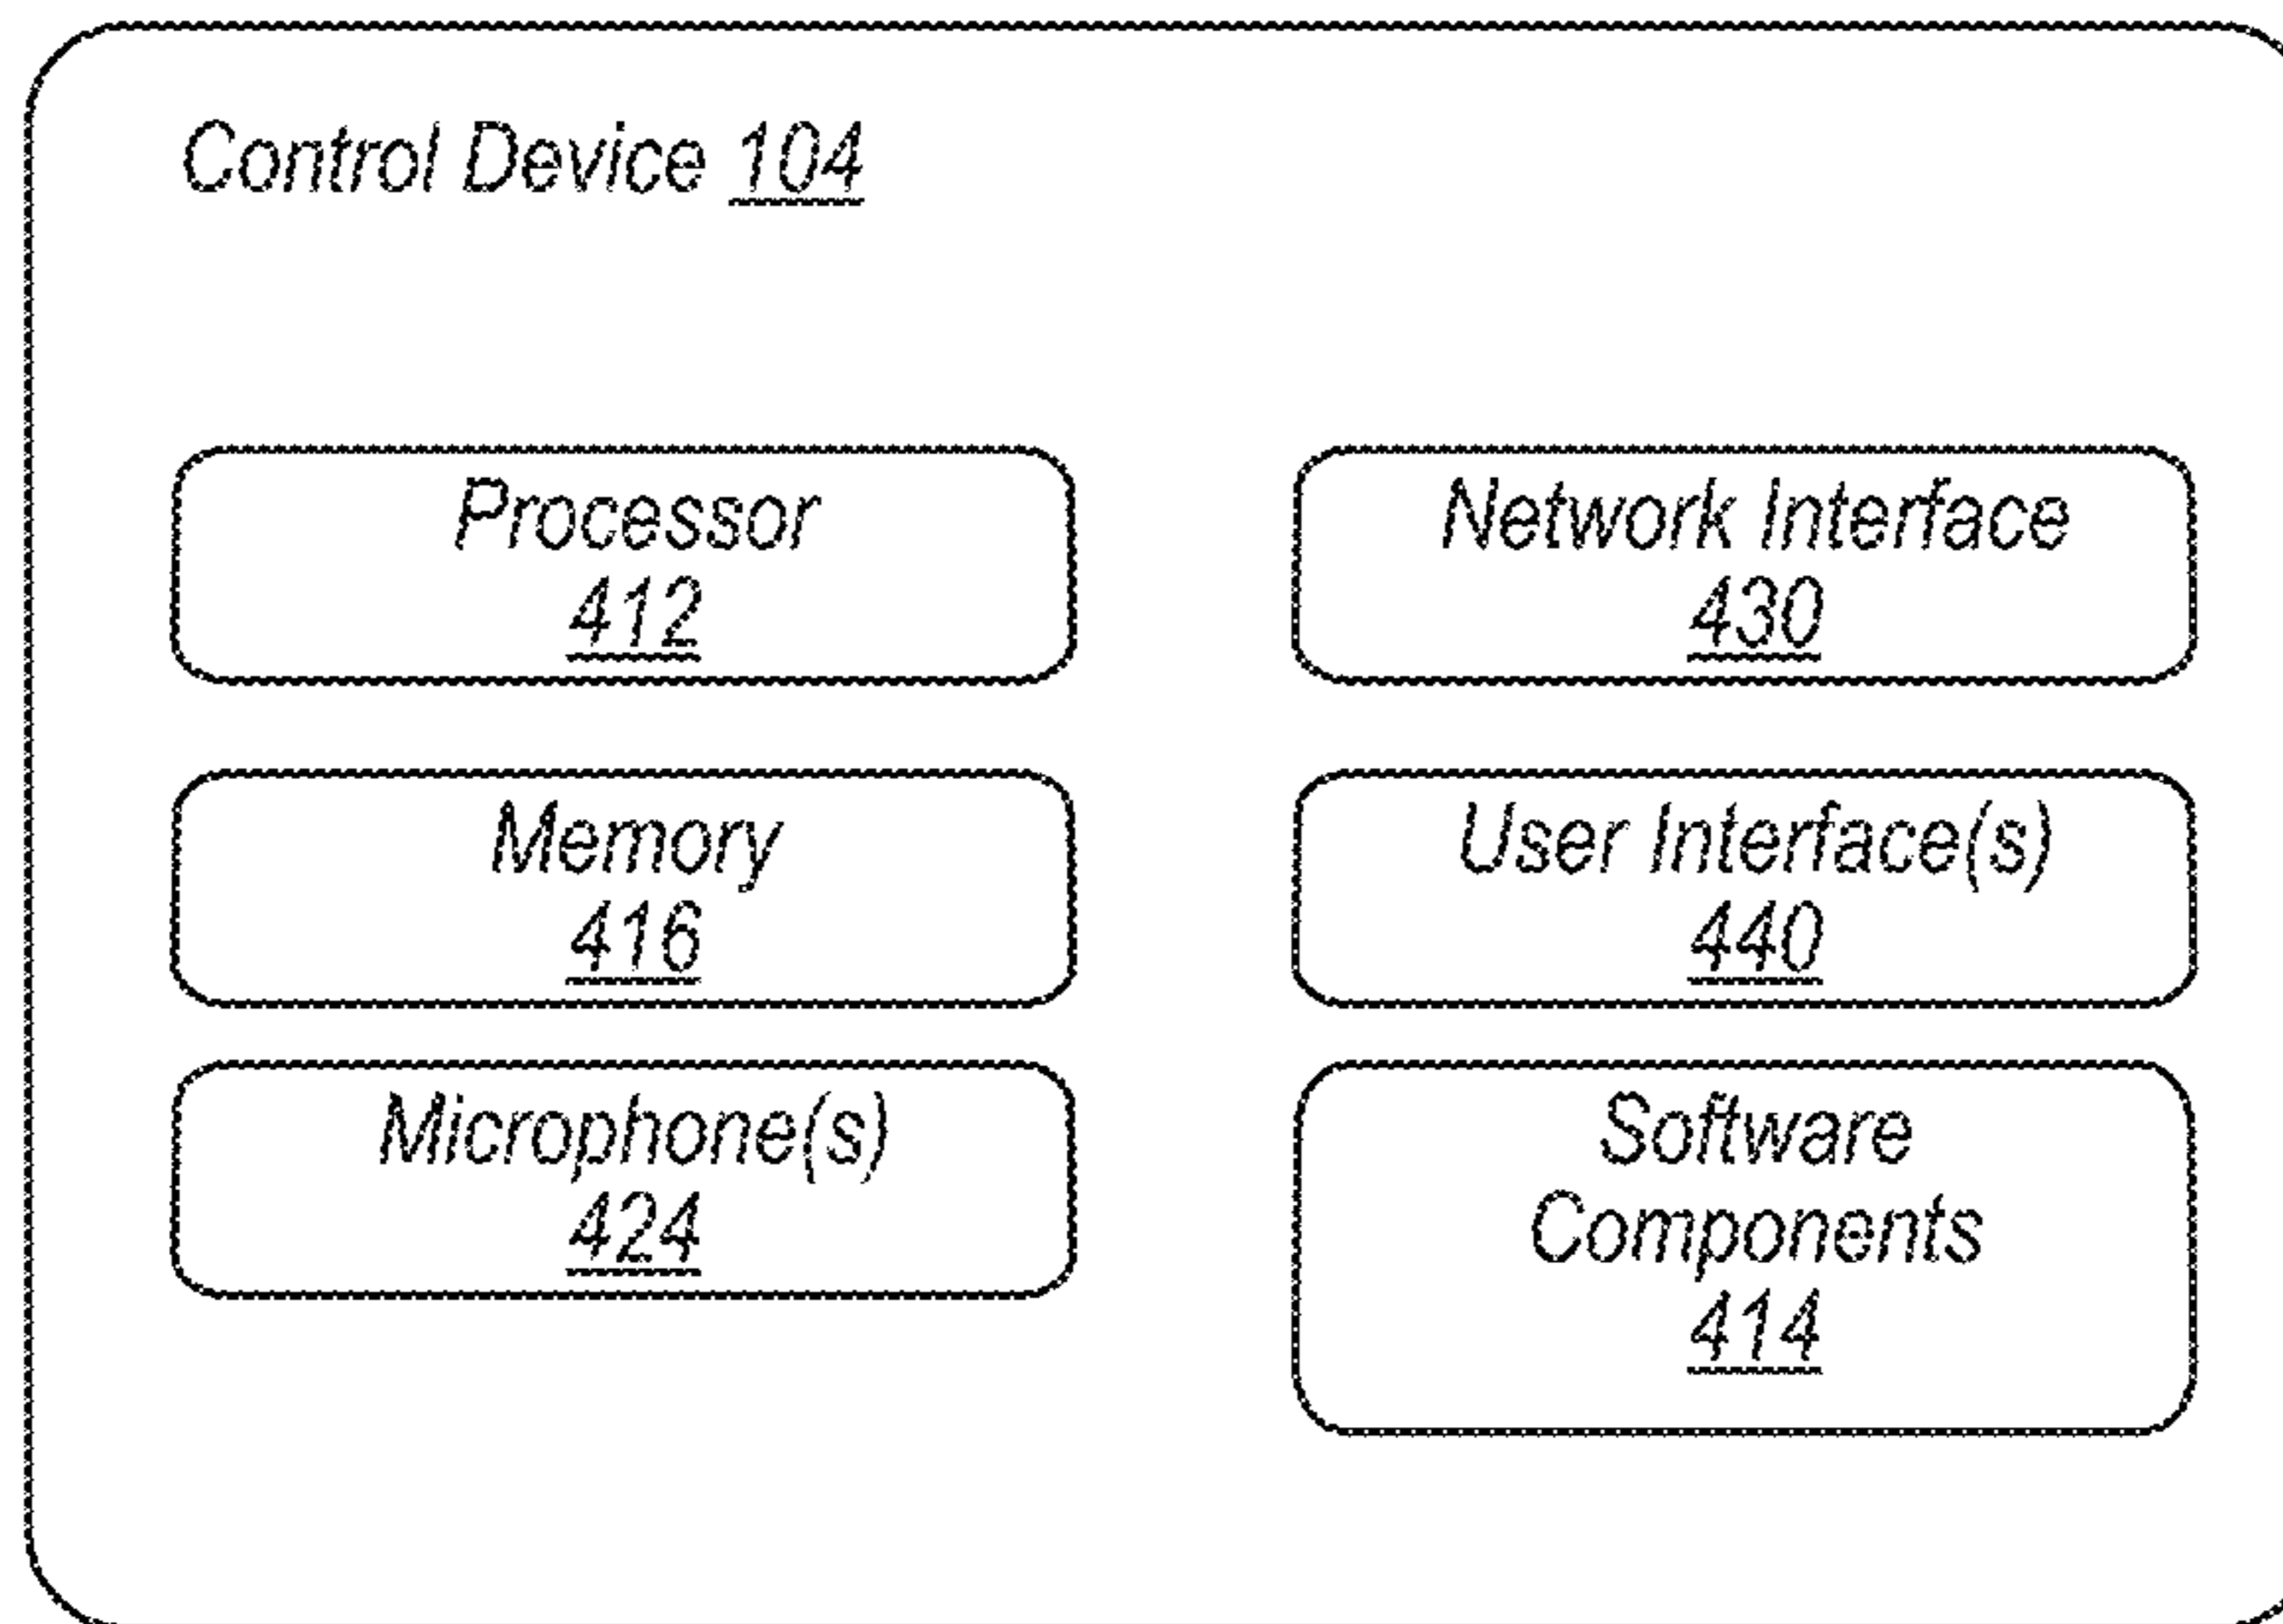 Control Device 104
Processor
412
Network Interface
430
Memory
416
User Interface(s)
440
Microphone(s)
424
Software
Components
414